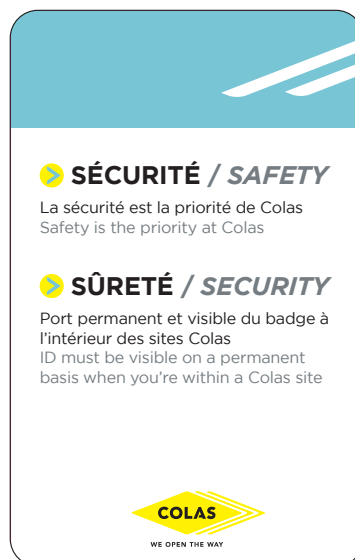 SÉCURITÉ / SAFETY
La sécurité est la priorité de Colas
Safety is the priority at Colas
SÛRETÉ / SECURITY
Port permanent et visible du badge à
l'intérieur des sites Colas
ID must be visible on a permanent
basis when you're within a Colas site
COLAS
WE OPEN THE WAY